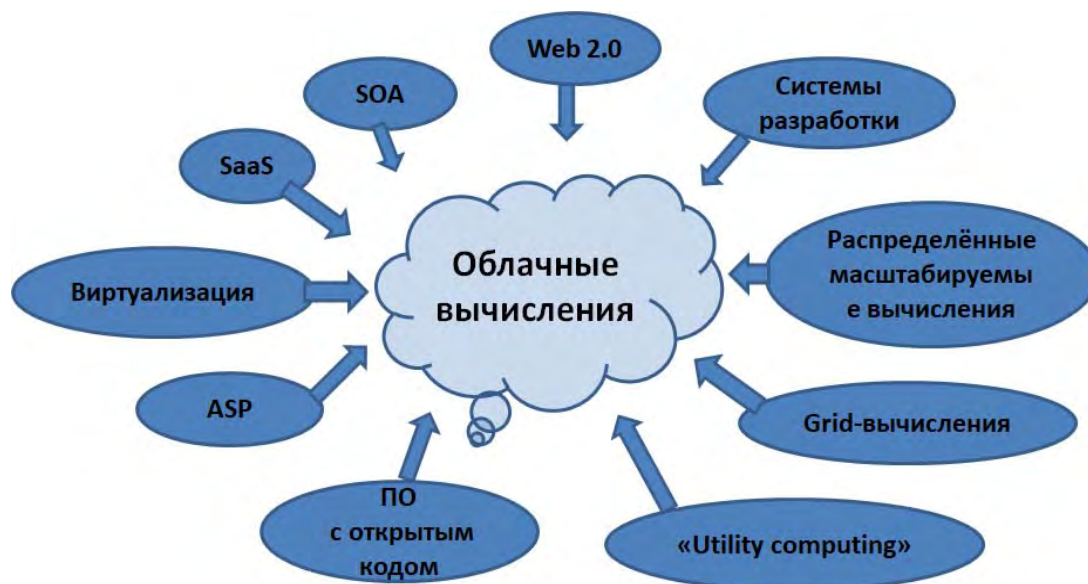 Web 2.0
SOA
Системы
разработки
SaaS
Распределённые
масштабируемы
е вычисления
Облачные
вычисления
Виртуализация
ASP
Grid-вычисления
ПО
с открытым
кодом
«Utility computing»